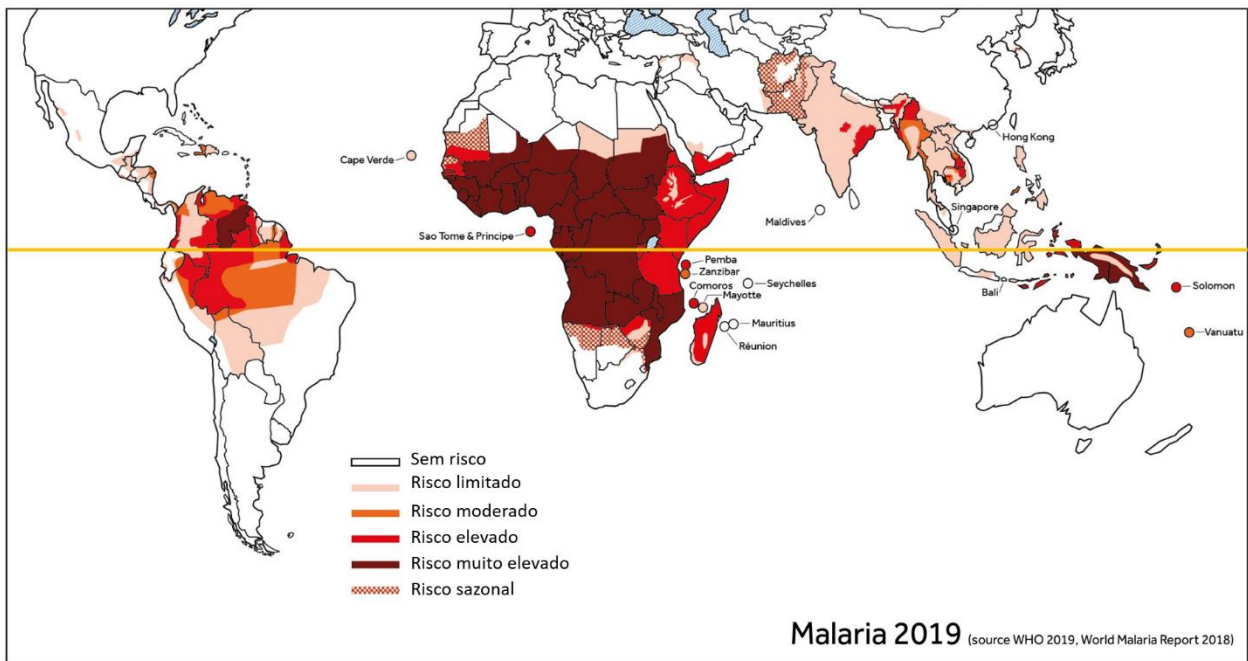 Hong Kong
Cape Verde
Singapore
Maldives
Sao Tome & Principe
Pemba
Zanzibar
Comoros
Seychelles
Mayotte
Bali
Solomon
Mauritius
Vanuatu
Réunion
Sem risco
Risco limitado
Risco moderado
Risco elevado
Risco muito elevado
Risco sazonal
Malaria 2019 (source WHO 2019, World Malaria Report 2018)